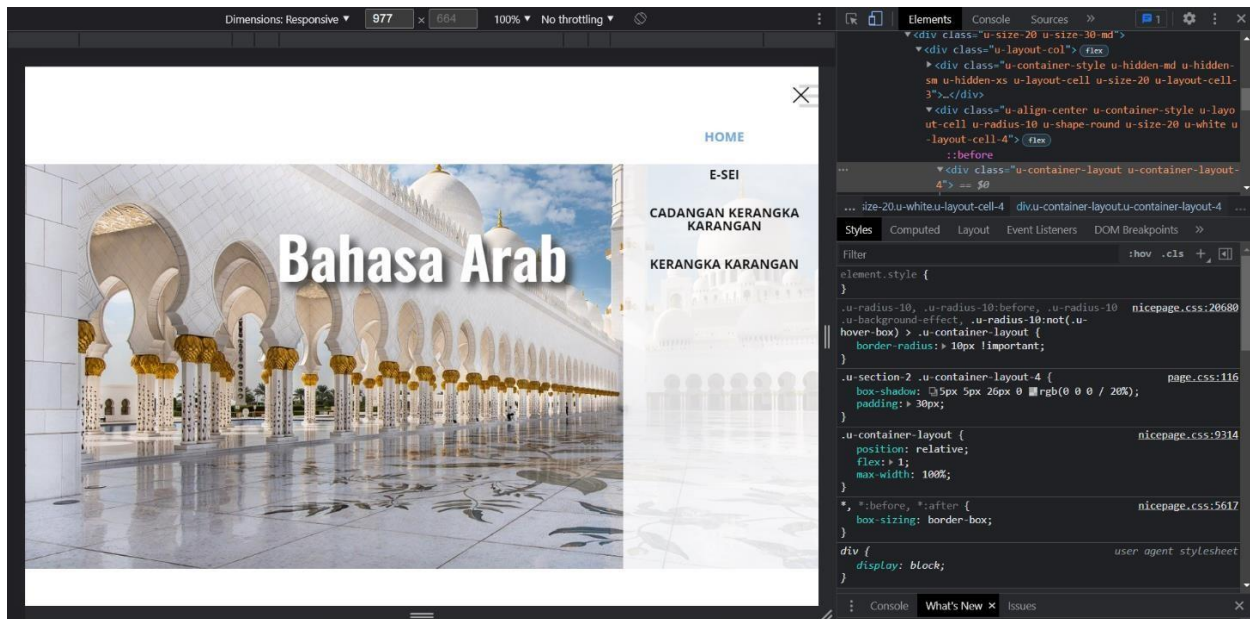 Dimensions: Responsive ▼ 977 × 664 100% ▼ No throttling ▼
HOME
E-SEI
CADANGAN KERANGKA
KARANGAN
KERANGKA KARANGAN
Bahasa Arab
Elements Console Sources » 1
▼<div class="u-size-20 u-size-30-md">
▼<div class="u-layout-col"> flex
▶<div class="u-container-style u-hidden-md u-hidden-
sm u-hidden-xs u-layout-cell u-size-20 u-layout-cell-
3">…</div>
▼<div class="u-align-center u-container-style u-layo
ut-cell u-radius-10 u-shape-round u-size-20 u-white u
-layout-cell-4"> flex
::before
… ▼<div class="u-container-layout u-container-layout-
4"> == $0
… ize-20.u-white.u-layout-cell-4 div.u-container-layout.u-container-layout-4 …
Styles Computed Layout Event Listeners DOM Breakpoints »
Filter :hov .cls +
element.style {
}
.u-radius-10, .u-radius-10:before, .u-radius-10 nicepage.css:20680
.u-background-effect, .u-radius-10:not(.u-
hover-box) > .u-container-layout {
border-radius:▶ 10px !important;
}
.u-section-2 .u-container-layout-4 { page.css:116
box-shadow: 5px 5px 26px 0 rgb(0 0 0 / 20%);
padding:▶ 30px;
}
.u-container-layout { nicepage.css:9314
position: relative;
flex:▶ 1;
max-width: 100%;
}
*, *:before, *:after { nicepage.css:5617
box-sizing: border-box;
}
div { user agent stylesheet
display: block;
}
Console What's New × Issues